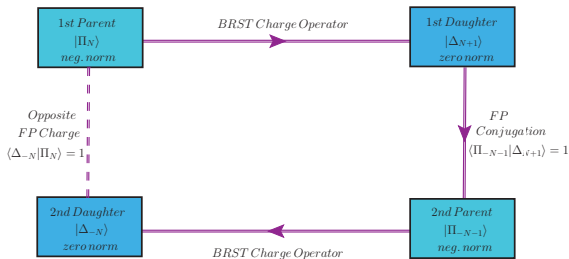 1st Parent
|Π_N⟩
neg. norm
BRST Charge Operator
1st Daughter
|Δ_{N+1}⟩
zero norm
Opposite
FP Charge
⟨Δ_{−N}|Π_N⟩ = 1
FP
Conjugation
⟨Π_{−N−1}|Δ_{N+1}⟩ = 1
2nd Daughter
|Δ_{−N}⟩
zero norm
BRST Charge Operator
2nd Parent
|Π_{−N−1}⟩
neg. norm